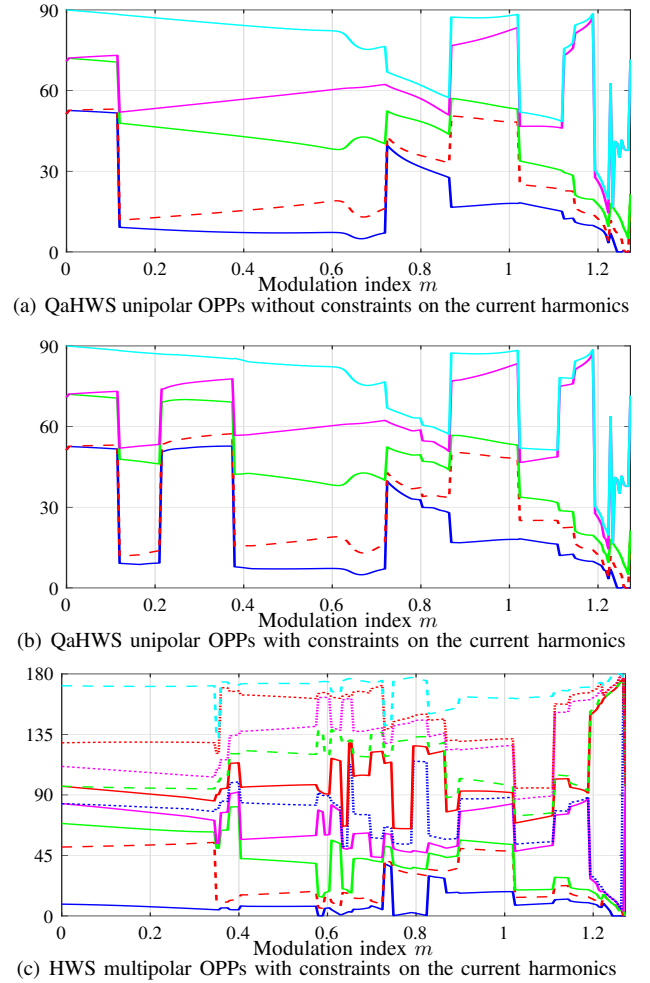 90
60
30
0
0 0.2 0.4 0.6 0.8 1 1.2
Modulation index m
(a) QaHWS unipolar OPPs without constraints on the current harmonics
90
60
30
0
0 0.2 0.4 0.6 0.8 1 1.2
Modulation index m
(b) QaHWS unipolar OPPs with constraints on the current harmonics
180
135
90
45
0
0 0.2 0.4 0.6 0.8 1 1.2
Modulation index m
(c) HWS multipolar OPPs with constraints on the current harmonics